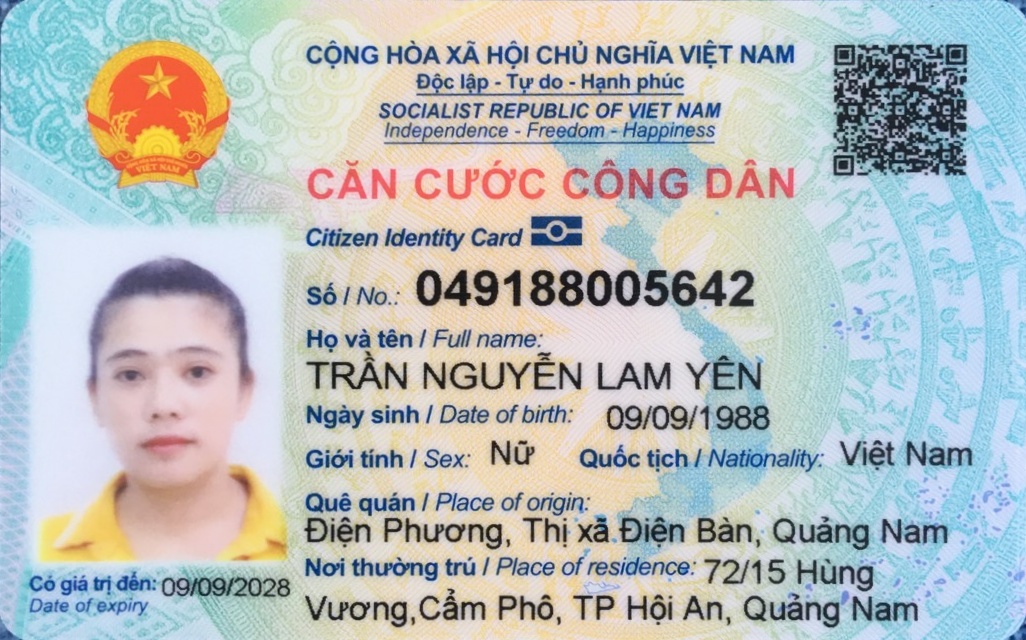 CỘNG HÒA XÃ HỘI CHỦ NGHĨA VIỆT NAM
Độc lập - Tự do - Hạnh phúc
SOCIALIST REPUBLIC OF VIET NAM
Independence - Freedom - Happiness
CĂN CƯỚC CÔNG DÂN
Citizen Identity Card
Số / No.: 049188005642
Họ và tên / Full name:
TRẦN NGUYỄN LAM YÊN
Ngày sinh / Date of birth: 09/09/1988
Giới tính / Sex: Nữ Quốc tịch / Nationality: Việt Nam
Quê quán / Place of origin:
Điện Phương, Thị xã Điện Bàn, Quảng Nam
Nơi thường trú / Place of residence: 72/15 Hùng
Vương,Cẩm Phô, TP Hội An, Quảng Nam
Có giá trị đến: 09/09/2028
Date of expiry
VIỆT NAM